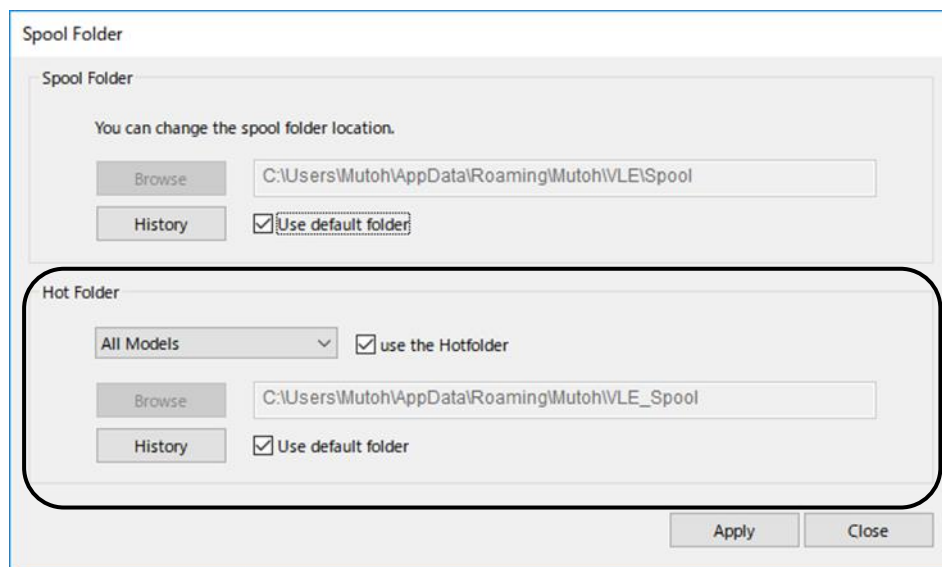 Spool Folder
Spool Folder
You can change the spool folder location.
Browse
C:\Users\Mutoh\AppData\Roaming\Mutoh\VLE\Spool
History
Use default folder
Hot Folder
All Models
use the Hotfolder
Browse
C:\Users\Mutoh\AppData\Roaming\Mutoh\VLE_Spool
History
Use default folder
Apply
Close